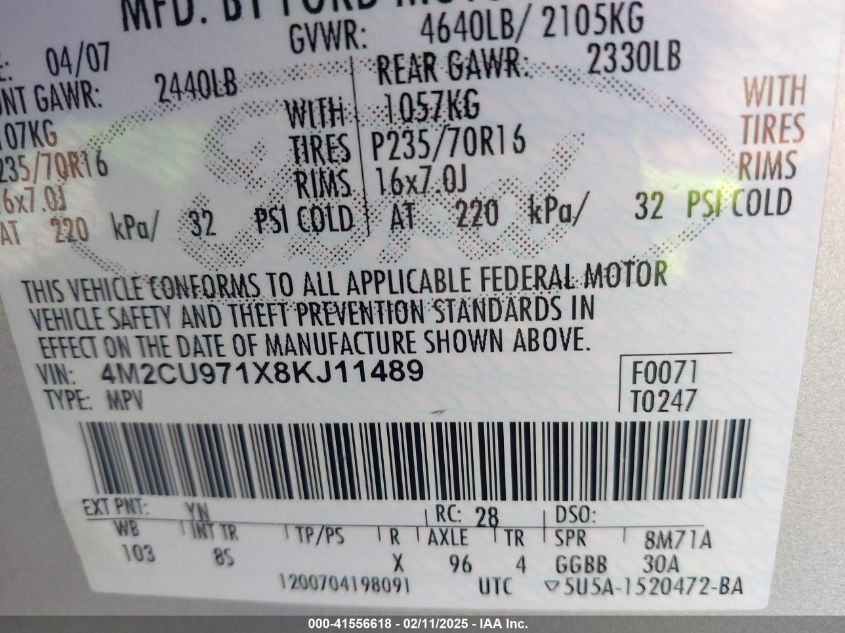 MFD. BY FORD MOTO
GVWR: 4640LB/ 2105KG
E: 04/07
NT GAWR: 2440LB REAR GAWR: 2330LB
107KG WITH 1057KG WITH
235/70R16 TIRES P235/70R16 TIRES
16x7.0J RIMS 16x7.0J RIMS
AT 220 kPa/ 32 PSI COLD AT 220 kPa/ 32 PSI COLD
THIS VEHICLE CONFORMS TO ALL APPLICABLE FEDERAL MOTOR
VEHICLE SAFETY AND THEFT PREVENTION STANDARDS IN
EFFECT ON THE DATE OF MANUFACTURE SHOWN ABOVE.
VIN: 4M2CU971X8KJ11489 F0071
TYPE: MPV T0247
EXT PNT: YN RC: 28 DSO:
WB INT TR TP/PS R AXLE TR SPR 8M71A
103 8S X 96 4 GGBB 30A
1200704198091 UTC ▽5U5A-1520472-BA
000-41556618 - 02/11/2025 - IAA Inc.